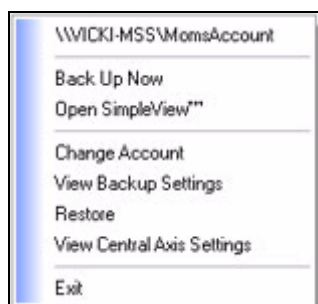 \\VICKI-MSS\MomsAccount
Back Up Now
Open SimpleView™
Change Account
View Backup Settings
Restore
View Central Axis Settings
Exit